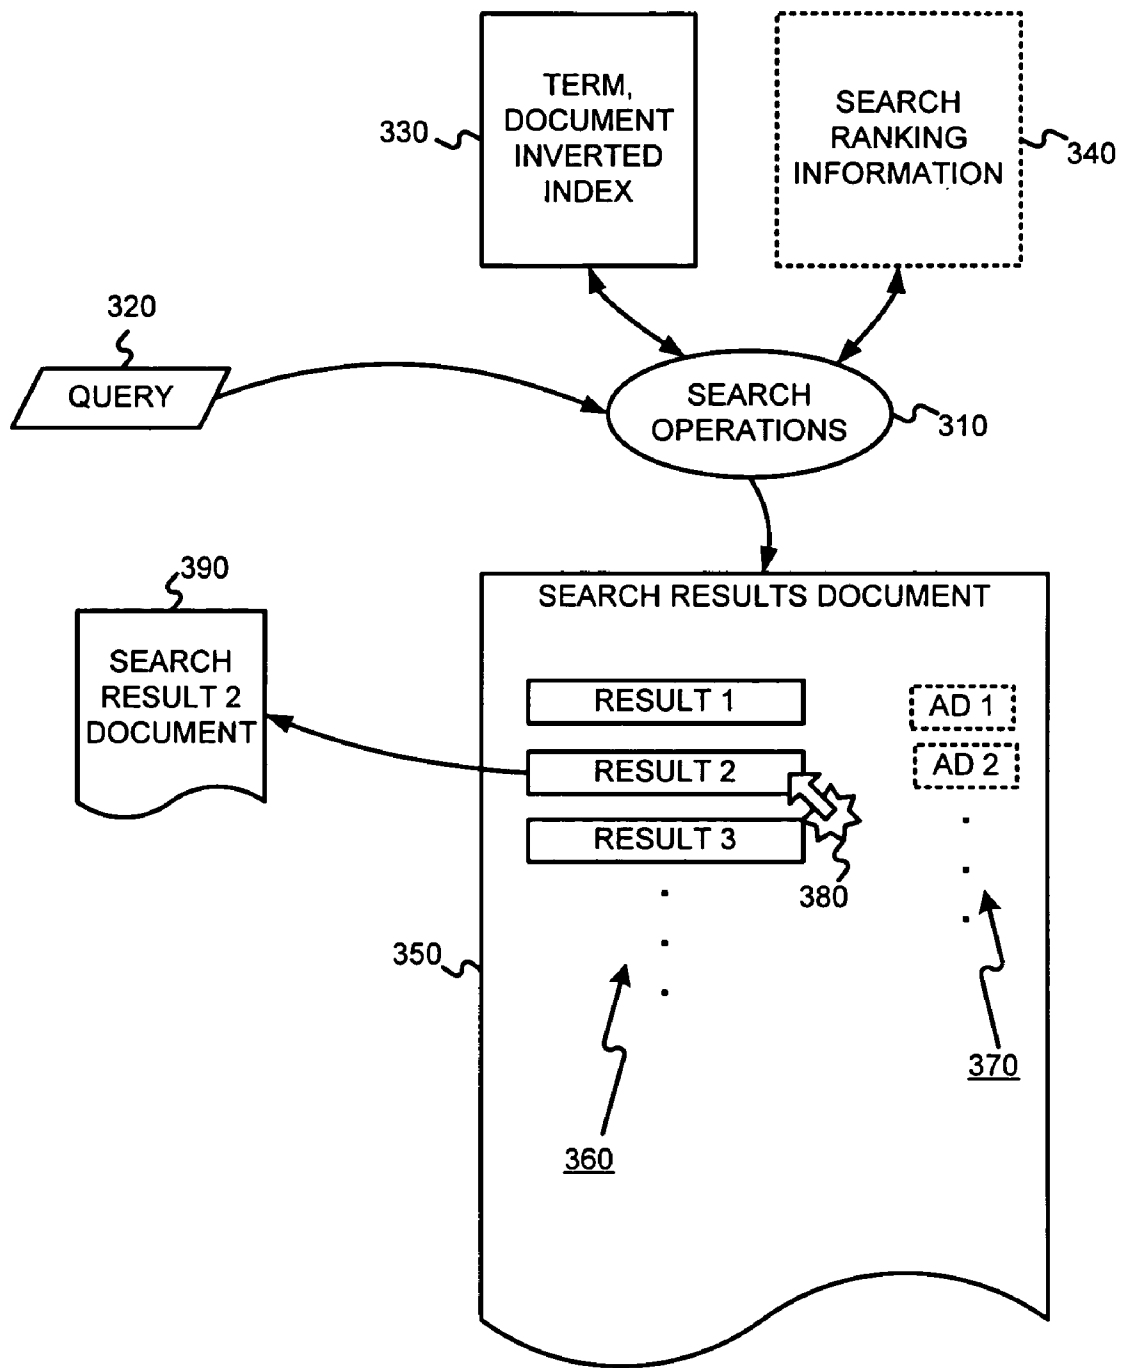 TERM,
DOCUMENT
INVERTED
INDEX
330
SEARCH
RANKING
INFORMATION
340
320
QUERY
SEARCH
OPERATIONS
310
390
SEARCH
RESULT 2
DOCUMENT
SEARCH RESULTS DOCUMENT
RESULT 1
AD 1
RESULT 2
AD 2
RESULT 3
380
350
370
360